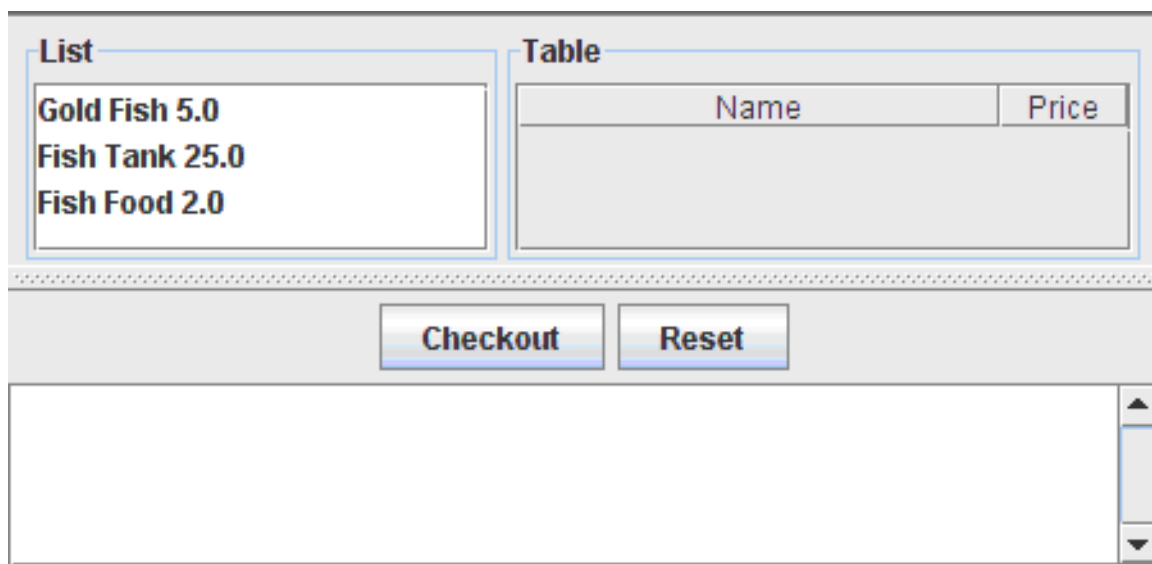 List
Gold Fish 5.0
Fish Tank 25.0
Fish Food 2.0
Table
Name Price
Checkout Reset